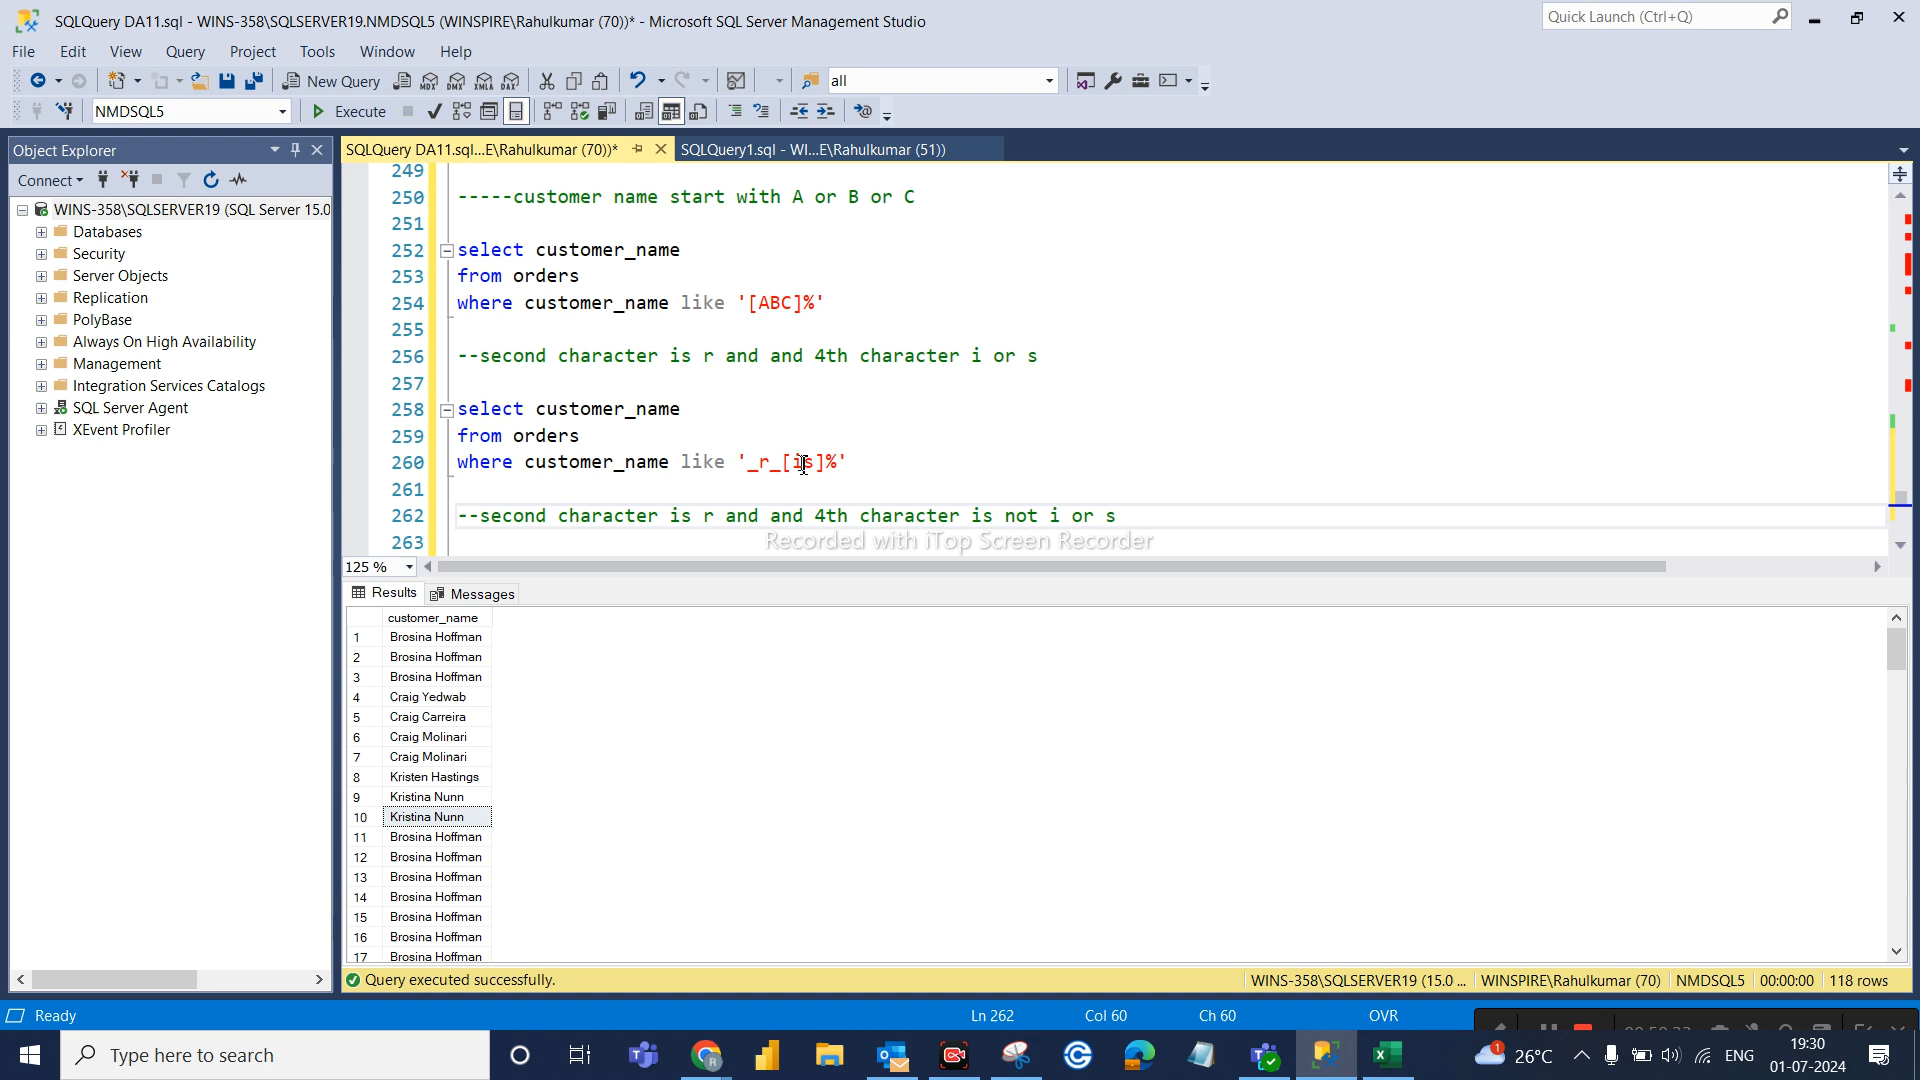 SQLQuery DA11.sql - WINS-358\SQLSERVER19.NMDSQL5 (WINSPIRE\Rahulkumar (70))* - Microsoft SQL Server Management Studio
Quick Launch (Ctrl+Q)
File Edit View Query Project Tools Window Help
New Query
all
NMDSQL5
Execute
Object Explorer
SQLQuery DA11.sql...E\Rahulkumar (70))*
SQLQuery1.sql - WI...E\Rahulkumar (51))
Connect
WINS-358\SQLSERVER19 (SQL Server 15.0
Databases
Security
Server Objects
Replication
PolyBase
Always On High Availability
Management
Integration Services Catalogs
SQL Server Agent
XEvent Profiler
249
250 -----customer name start with A or B or C
251
252 select customer_name
253 from orders
254 where customer_name like '[ABC]%'
255
256 --second character is r and and 4th character i or s
257
258 select customer_name
259 from orders
260 where customer_name like '_r_[is]%'
261
262 --second character is r and and 4th character is not i or s
263
Recorded with iTop Screen Recorder
125 %
Results Messages
customer_name
1 Brosina Hoffman
2 Brosina Hoffman
3 Brosina Hoffman
4 Craig Yedwab
5 Craig Carreira
6 Craig Molinari
7 Craig Molinari
8 Kristen Hastings
9 Kristina Nunn
10 Kristina Nunn
11 Brosina Hoffman
12 Brosina Hoffman
13 Brosina Hoffman
14 Brosina Hoffman
15 Brosina Hoffman
16 Brosina Hoffman
17 Brosina Hoffman
Query executed successfully.
WINS-358\SQLSERVER19 (15.0 ... WINSPIRE\Rahulkumar (70) NMDSQL5 00:00:00 118 rows
Ready
Ln 262 Col 60 Ch 60 OVR
Type here to search
1
26°C
ENG
19:30
01-07-2024